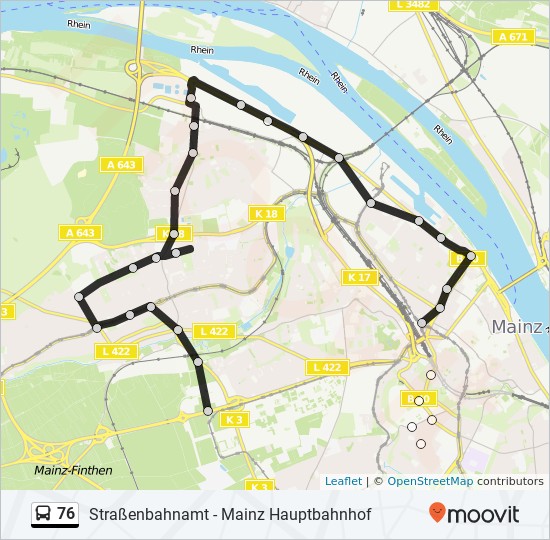 L 3482
Rhein
A 671
Rhein
Rhein
Rhein
Rhein
A 643
K 18
A 643
K 17
3
L 422
Mainz
L 422
L 422
K 3
Mainz-Finthen
K 3
Leaflet | © OpenStreetMap contributors
76 Straßenbahnamt - Mainz Hauptbahnhof
moovit